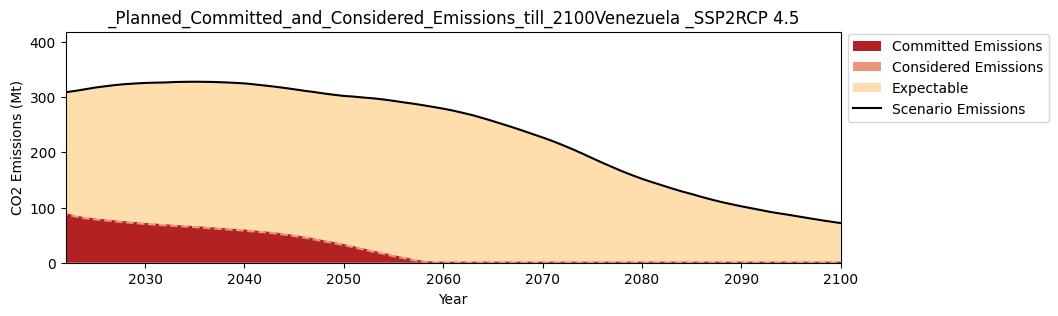 _Planned_Committed_and_Considered_Emissions_till_2100Venezuela _SSP2RCP 4.5
400
300
200
100
0
CO2 Emissions (Mt)
2030 2040 2050 2060 2070 2080 2090 2100
Year
Committed Emissions
Considered Emissions
Expectable
Scenario Emissions